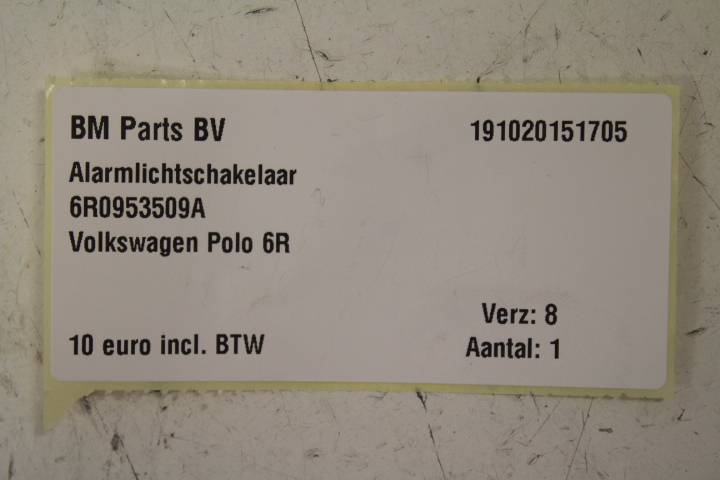 BM Parts BV 191020151705
Alarmlichtschakelaar
6R0953509A
Volkswagen Polo 6R
Verz: 8
10 euro incl. BTW Aantal: 1